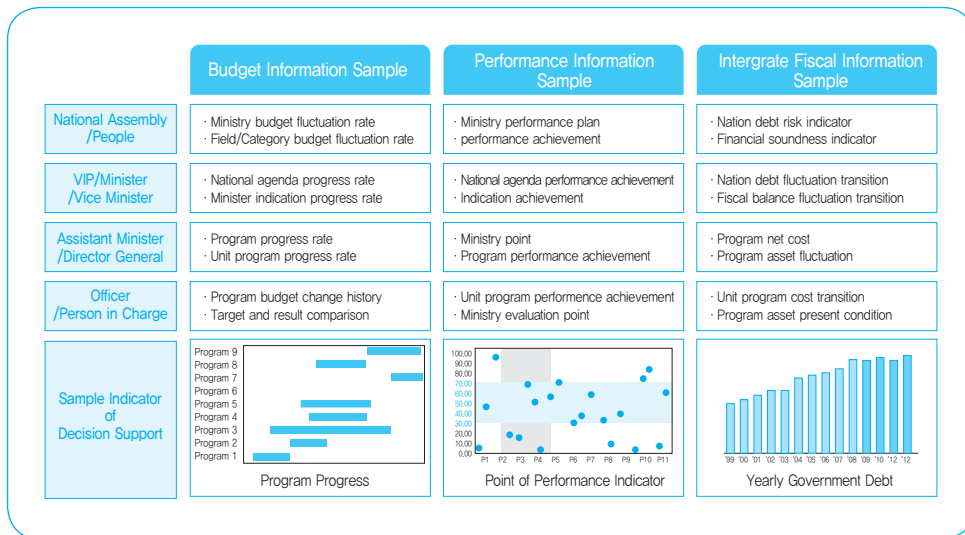 Budget Information Sample
Performance Information
Sample
Intergrate Fiscal Information
Sample
National Assembly
/People
· Ministry budget fluctuation rate
· Field/Category budget fluctuation rate
· Ministry performance plan
· performance achievement
· Nation debt risk indicator
· Financial soundness indicator
VIP/Minister
/Vice Minister
· National agenda progress rate
· Minister indication progress rate
· National agenda performance achievement
· Indication achievement
· Nation debt fluctuation transition
· Fiscal balance fluctuation transition
Assistant Minister
/Director General
· Program progress rate
· Unit program progress rate
· Ministry point
· Program performance achievement
· Program net cost
· Program asset fluctuation
Officer
/Person in Charge
· Program budget change history
· Target and result comparison
· Unit program performence achievement
· Ministry evaluation point
· Unit program cost transition
· Program asset present condition
Sample Indicator
of
Decision Support
Program 9
Program 8
Program 7
Program 6
Program 5
Program 4
Program 3
Program 2
Program 1
Program Progress
100,00
90,00
80,00
70,00
60,00
50,00
40,00
30,00
20,00
10,00
0,00
P1 P2 P3 P4 P5 P6 P7 P8 P9 P10 P11
Point of Performance Indicator
'99 '00 '01 '02 '03 '04 '05 '06 '07 '08 '09 '10 '12 '12
Yearly Government Debt